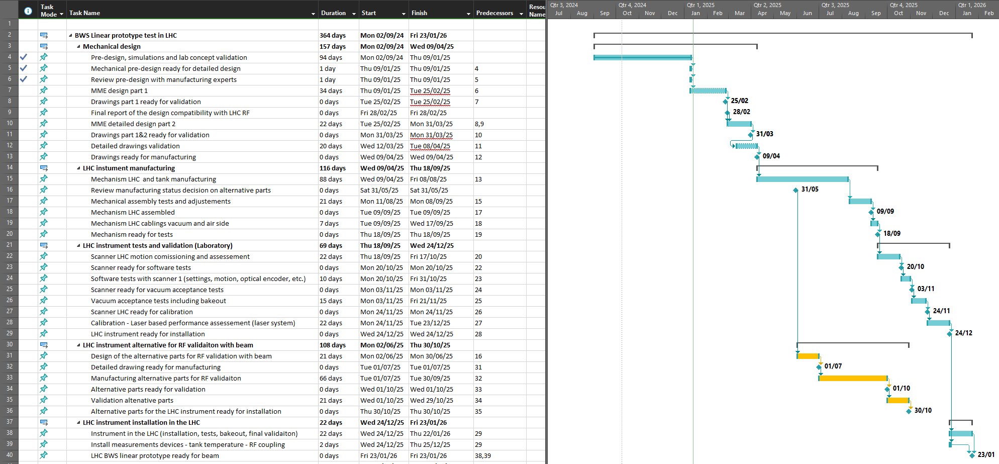 Task Mode Task Name Duration Start Finish Predecessors Resou Name
Qtr 3, 2024 Qtr 4, 2024 Qtr 1, 2025 Qtr 2, 2025 Qtr 3, 2025 Qtr 4, 2025 Qtr 1, 2026
Jul Aug Sep Oct Nov Dec Jan Feb Mar Apr May Jun Jul Aug Sep Oct Nov Dec Jan Feb
1
2 BWS Linear prototype test in LHC 364 days Mon 02/09/24 Fri 23/01/26
3 Mechanical design 157 days Mon 02/09/24 Wed 09/04/25
4 Pre-design, simulations and lab concept validation 94 days Mon 02/09/24 Thu 09/01/25
5 Mechanical pre-design ready for detailed design 1 day Thu 09/01/25 Thu 09/01/25 4
6 Review pre-design with manufacturing experts 1 day Thu 09/01/25 Thu 09/01/25 5
7 MME design part 1 34 days Thu 09/01/25 Tue 25/02/25 6
8 Drawings part 1 ready for validation 0 days Tue 25/02/25 Tue 25/02/25 7 25/02
9 Final report of the design compatibility with LHC RF 0 days Fri 28/02/25 Fri 28/02/25 28/02
10 MME detailed design part 2 22 days Tue 25/02/25 Mon 31/03/25 8,9
11 Drawings part 1&2 ready for validation 0 days Mon 31/03/25 Mon 31/03/25 10 31/03
12 Detailed drawings validation 20 days Wed 12/03/25 Tue 08/04/25 11
13 Drawings ready for manufacturing 0 days Wed 09/04/25 Wed 09/04/25 12 09/04
14 LHC instument manufacturing 116 days Wed 09/04/25 Thu 18/09/25
15 Mechanism LHC and tank manufacturing 88 days Wed 09/04/25 Fri 08/08/25 13
16 Review manufacturing status decision on alternative parts 0 days Sat 31/05/25 Sat 31/05/25 31/05
17 Mechanical assembly tests and adjustements 21 days Mon 11/08/25 Mon 08/09/25 15
18 Mechanism LHC assembled 0 days Tue 09/09/25 Tue 09/09/25 17 09/09
19 Mechanism LHC cablings vacuum and air side 7 days Tue 09/09/25 Wed 17/09/25 18
20 Mechanism ready for tests 0 days Thu 18/09/25 Thu 18/09/25 19 18/09
21 LHC instrument tests and validation (Laboratory) 69 days Thu 18/09/25 Wed 24/12/25
22 Scanner LHC motion comissioning and assessement 22 days Thu 18/09/25 Fri 17/10/25 20
23 Scanner ready for software tests 0 days Mon 20/10/25 Mon 20/10/25 22 20/10
24 Software tests with scanner 1 (settings, motion, optical encoder, etc.) 10 days Mon 20/10/25 Fri 31/10/25 23
25 Scanner ready for vacuum acceptance tests 0 days Mon 03/11/25 Mon 03/11/25 24 03/11
26 Vacuum acceptance tests including bakeout 15 days Mon 03/11/25 Fri 21/11/25 25
27 Scanner LHC ready for calibration 0 days Mon 24/11/25 Mon 24/11/25 26 24/11
28 Calibration - Laser based performance assessement (laser system) 22 days Mon 24/11/25 Tue 23/12/25 27
29 LHC instrument ready for installation 0 days Wed 24/12/25 Wed 24/12/25 28 24/12
30 LHC instrument alternative for RF validaiton with beam 108 days Mon 02/06/25 Thu 30/10/25
31 Design of the alternative parts for RF validation with beam 21 days Mon 02/06/25 Mon 30/06/25 16
32 Detailed drawing ready for manufacturing 0 days Tue 01/07/25 Tue 01/07/25 31 01/07
33 Manufacturing alternative parts for RF validaiton 66 days Tue 01/07/25 Tue 30/09/25 32
34 Alternative parts ready for validation 0 days Wed 01/10/25 Wed 01/10/25 33 01/10
35 Validation altenative parts 21 days Wed 01/10/25 Wed 29/10/25 34
36 Alternative parts for the LHC instrument ready for installation 0 days Thu 30/10/25 Thu 30/10/25 35 30/10
37 LHC instrument installation in the LHC 22 days Wed 24/12/25 Fri 23/01/26
38 Instrument in the LHC (installation, tests, bakeout, final validaiton) 22 days Wed 24/12/25 Thu 22/01/26 29
39 Install measurements devices - tank temperature - RF coupling 2 days Wed 24/12/25 Thu 25/12/25 29
40 LHC BWS linear prototype ready for beam 0 days Fri 23/01/26 Fri 23/01/26 38,39 23/01